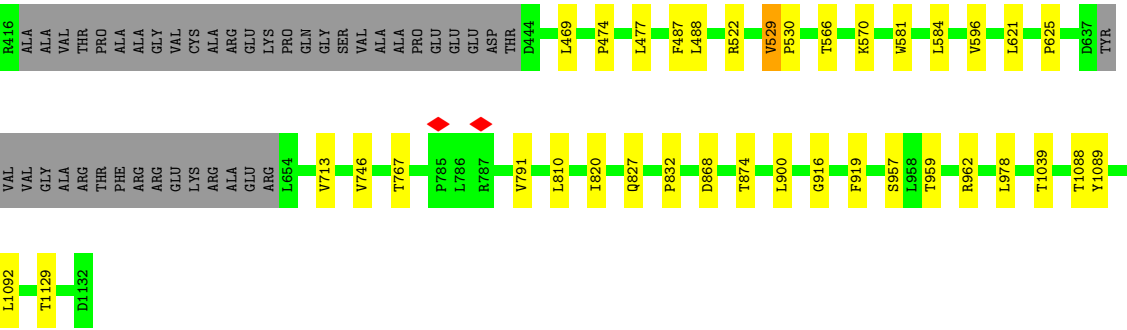 R416 ALA ALA VAL THR PRO ALA ALA GLY VAL CYS ALA ARG GLU LYS PRO GLN GLY SER VAL ALA ALA PRO GLU GLU GLU ASP THR D444 L469 P474 L477 F487 L488 R522 V529 P530 T566 K570 W581 L584 V596 L621 P625 D637 TYR
VAL VAL GLY ALA ARG THR PHE ARG ARG GLU LYS ARG ALA GLU ARG L654 V713 V746 T767 P785 L786 R787 V791 L810 I820 Q827 P832 D868 T874 L900 G916 F919 S957 L958 T959 R962 L978 T1039 T1088 Y1089
L1092 T1129 D1132